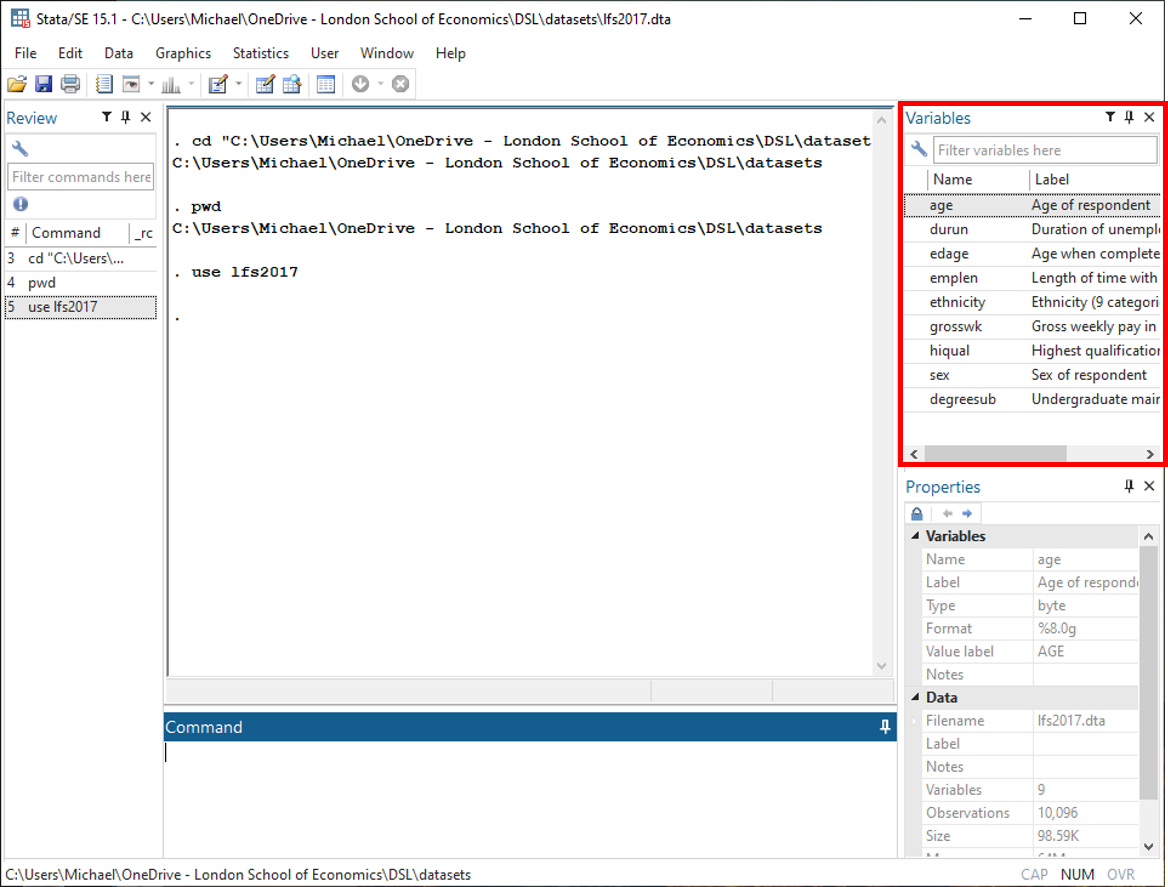 Stata/SE 15.1 - C:\Users\Michael\OneDrive - London School of Economics\DSL\datasets\lfs2017.dta
File Edit Data Graphics Statistics User Window Help
Review
Filter commands here
# Command _rc
3 cd "C:\Users\...
4 pwd
5 use lfs2017
. cd "C:\Users\Michael\OneDrive - London School of Economics\DSL\dataset
C:\Users\Michael\OneDrive - London School of Economics\DSL\datasets
. pwd
C:\Users\Michael\OneDrive - London School of Economics\DSL\datasets
. use lfs2017
.
Command
Variables
Filter variables here
Name Label
age Age of respondent
durun Duration of unempl
edage Age when complete
emplen Length of time with
ethnicity Ethnicity (9 categori
grosswk Gross weekly pay in
hiqual Highest qualification
sex Sex of respondent
degreesub Undergraduate main
Properties
Variables
Name age
Label Age of responde
Type byte
Format %8.0g
Value label AGE
Notes
Data
Filename lfs2017.dta
Label
Notes
Variables 9
Observations 10,096
Size 98.59K
C:\Users\Michael\OneDrive - London School of Economics\DSL\datasets
CAP NUM OVR